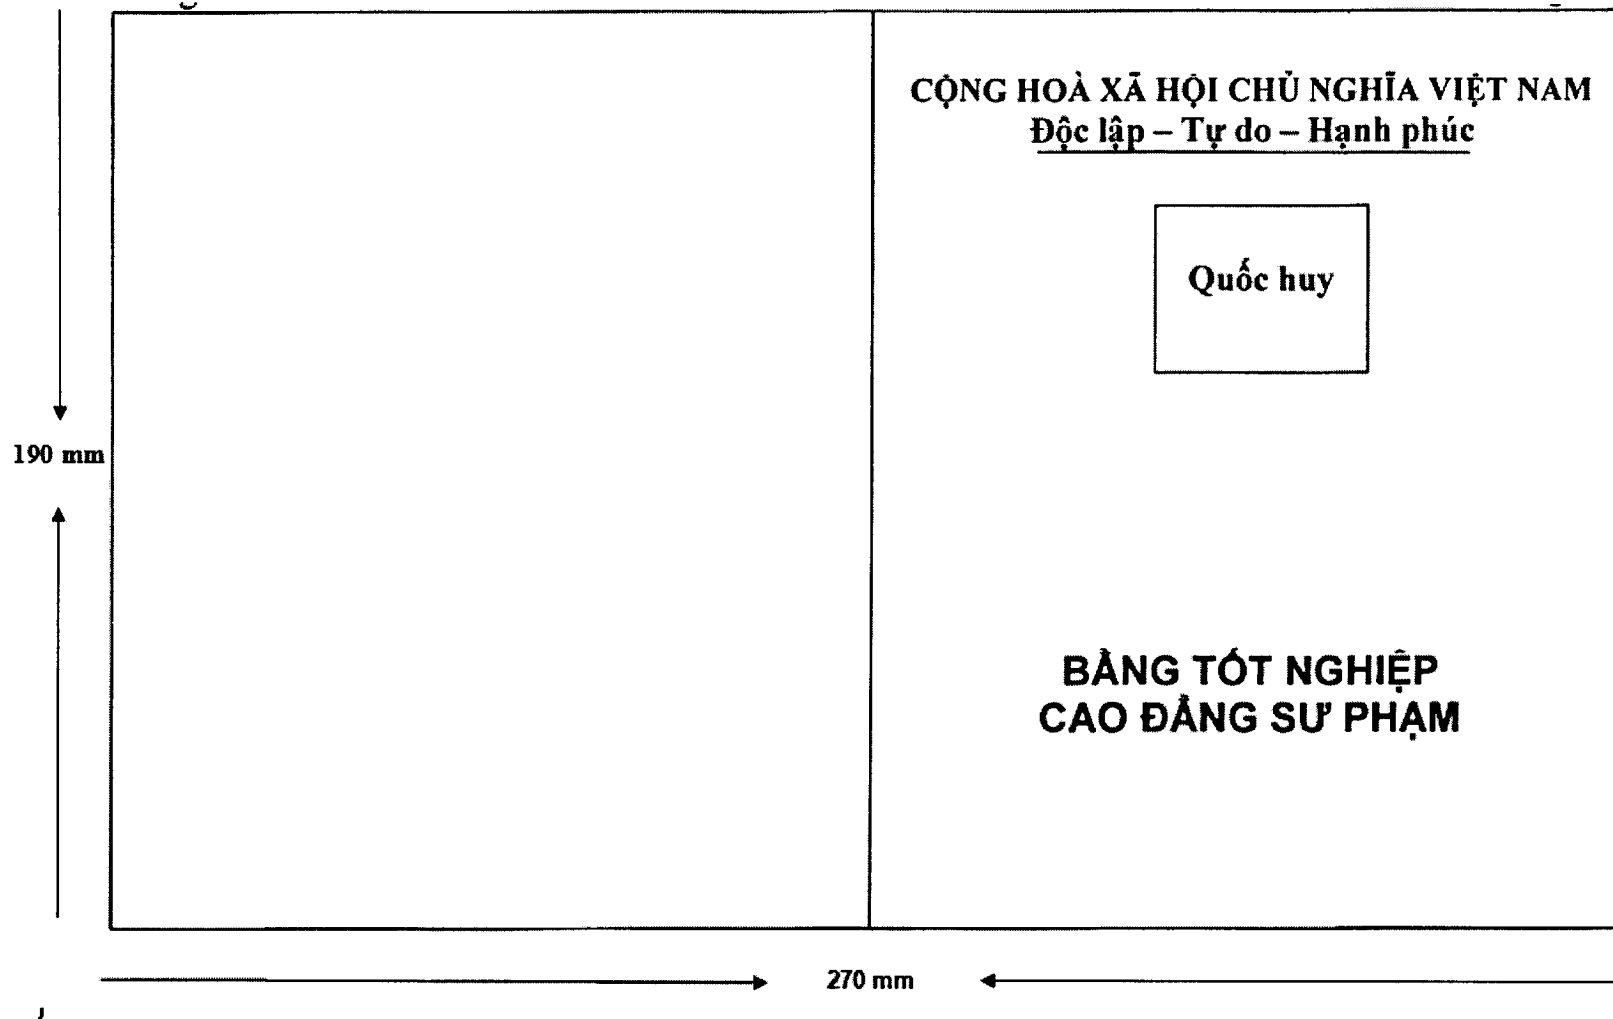 CỘNG HOÀ XÃ HỘI CHỦ NGHĨA VIỆT NAM
Độc lập – Tự do – Hạnh phúc
Quốc huy
190 mm
BẰNG TỐT NGHIỆP
CAO ĐẲNG SƯ PHẠM
270 mm